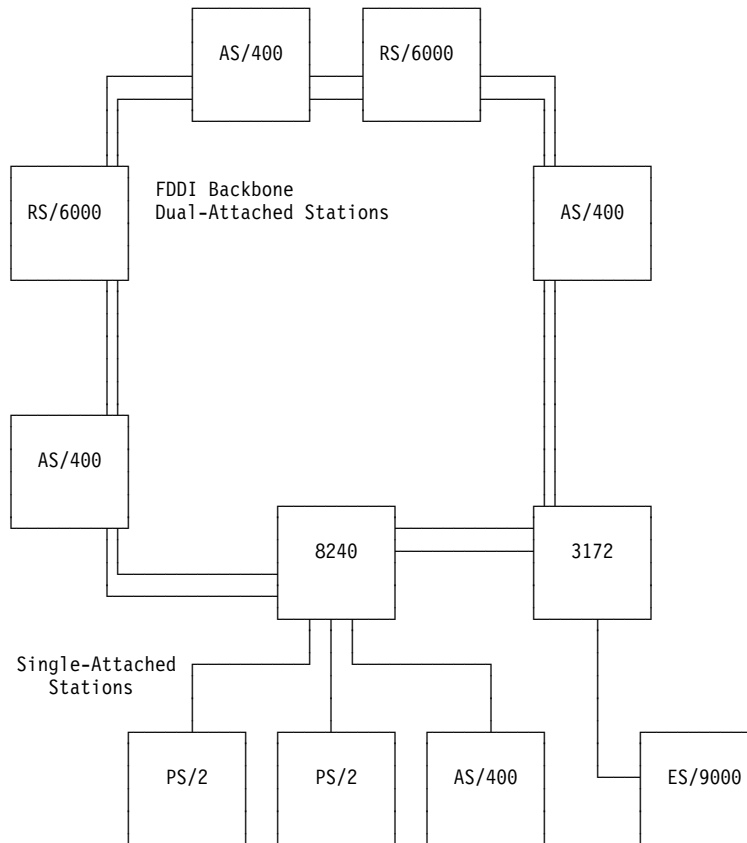 AS/400
RS/6000
FDDI Backbone
Dual-Attached Stations
RS/6000
AS/400
AS/400
8240
3172
Single-Attached
Stations
PS/2
PS/2
AS/400
ES/9000